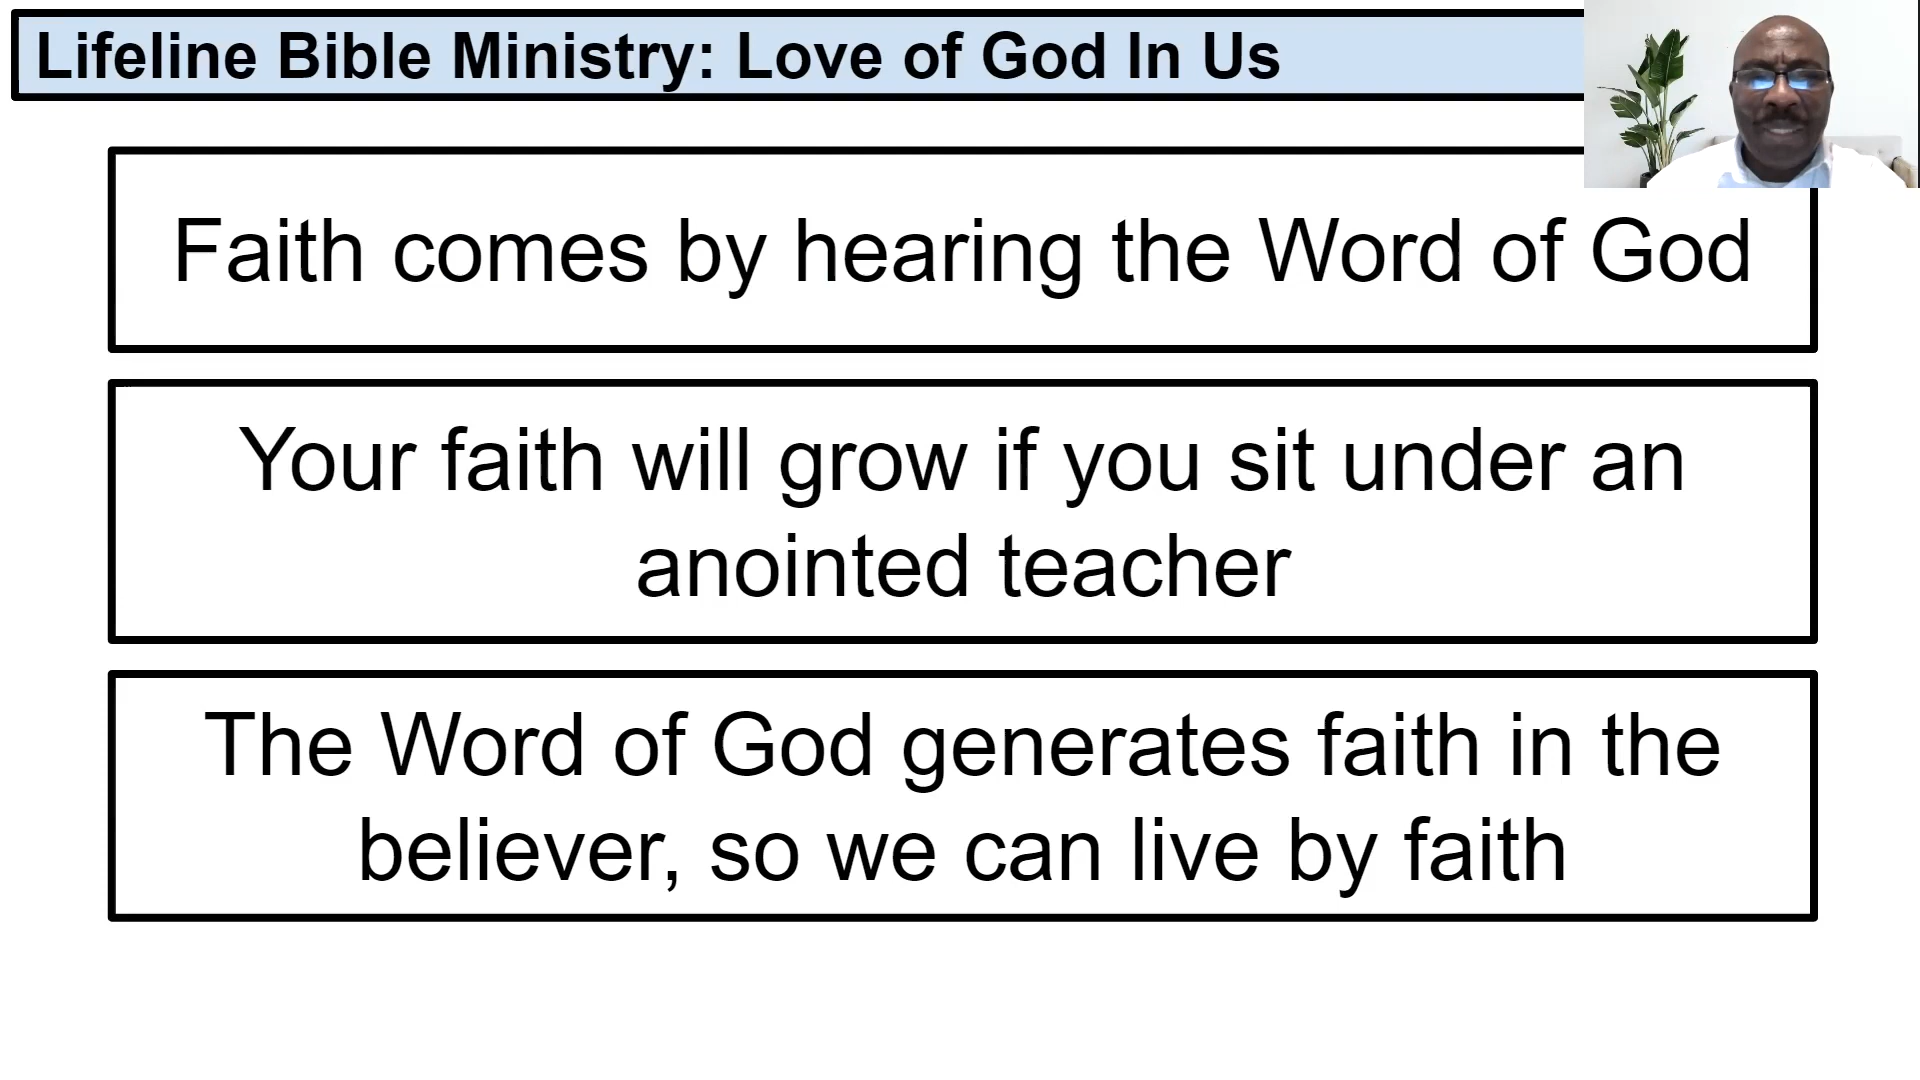 Lifeline Bible Ministry: Love of God In Us
Faith comes by hearing the Word of God
Your faith will grow if you sit under an
anointed teacher
The Word of God generates faith in the
believer, so we can live by faith